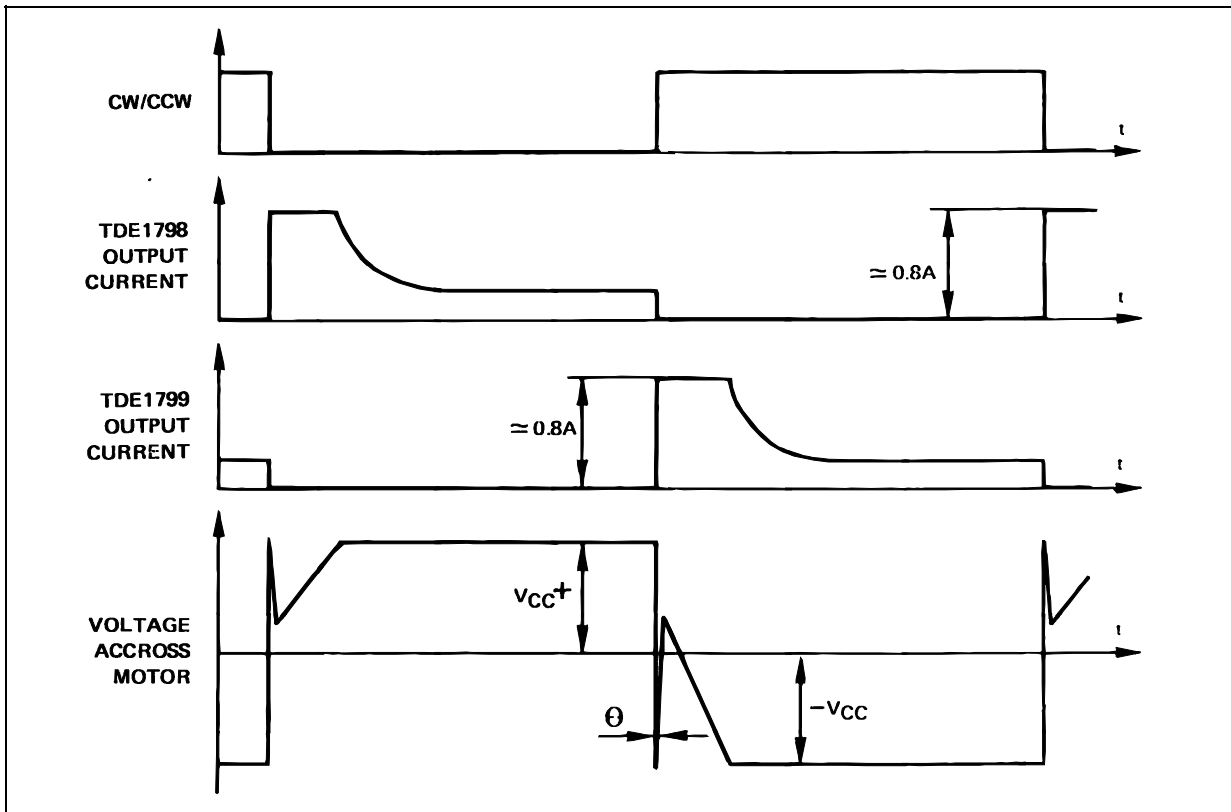 CW/CCW
t
TDE1798
OUTPUT
CURRENT
≃ 0.8A
t
TDE1799
OUTPUT
CURRENT
≃ 0.8A
t
VOLTAGE
ACCROSS
MOTOR
VCC+
t
Θ
−VCC